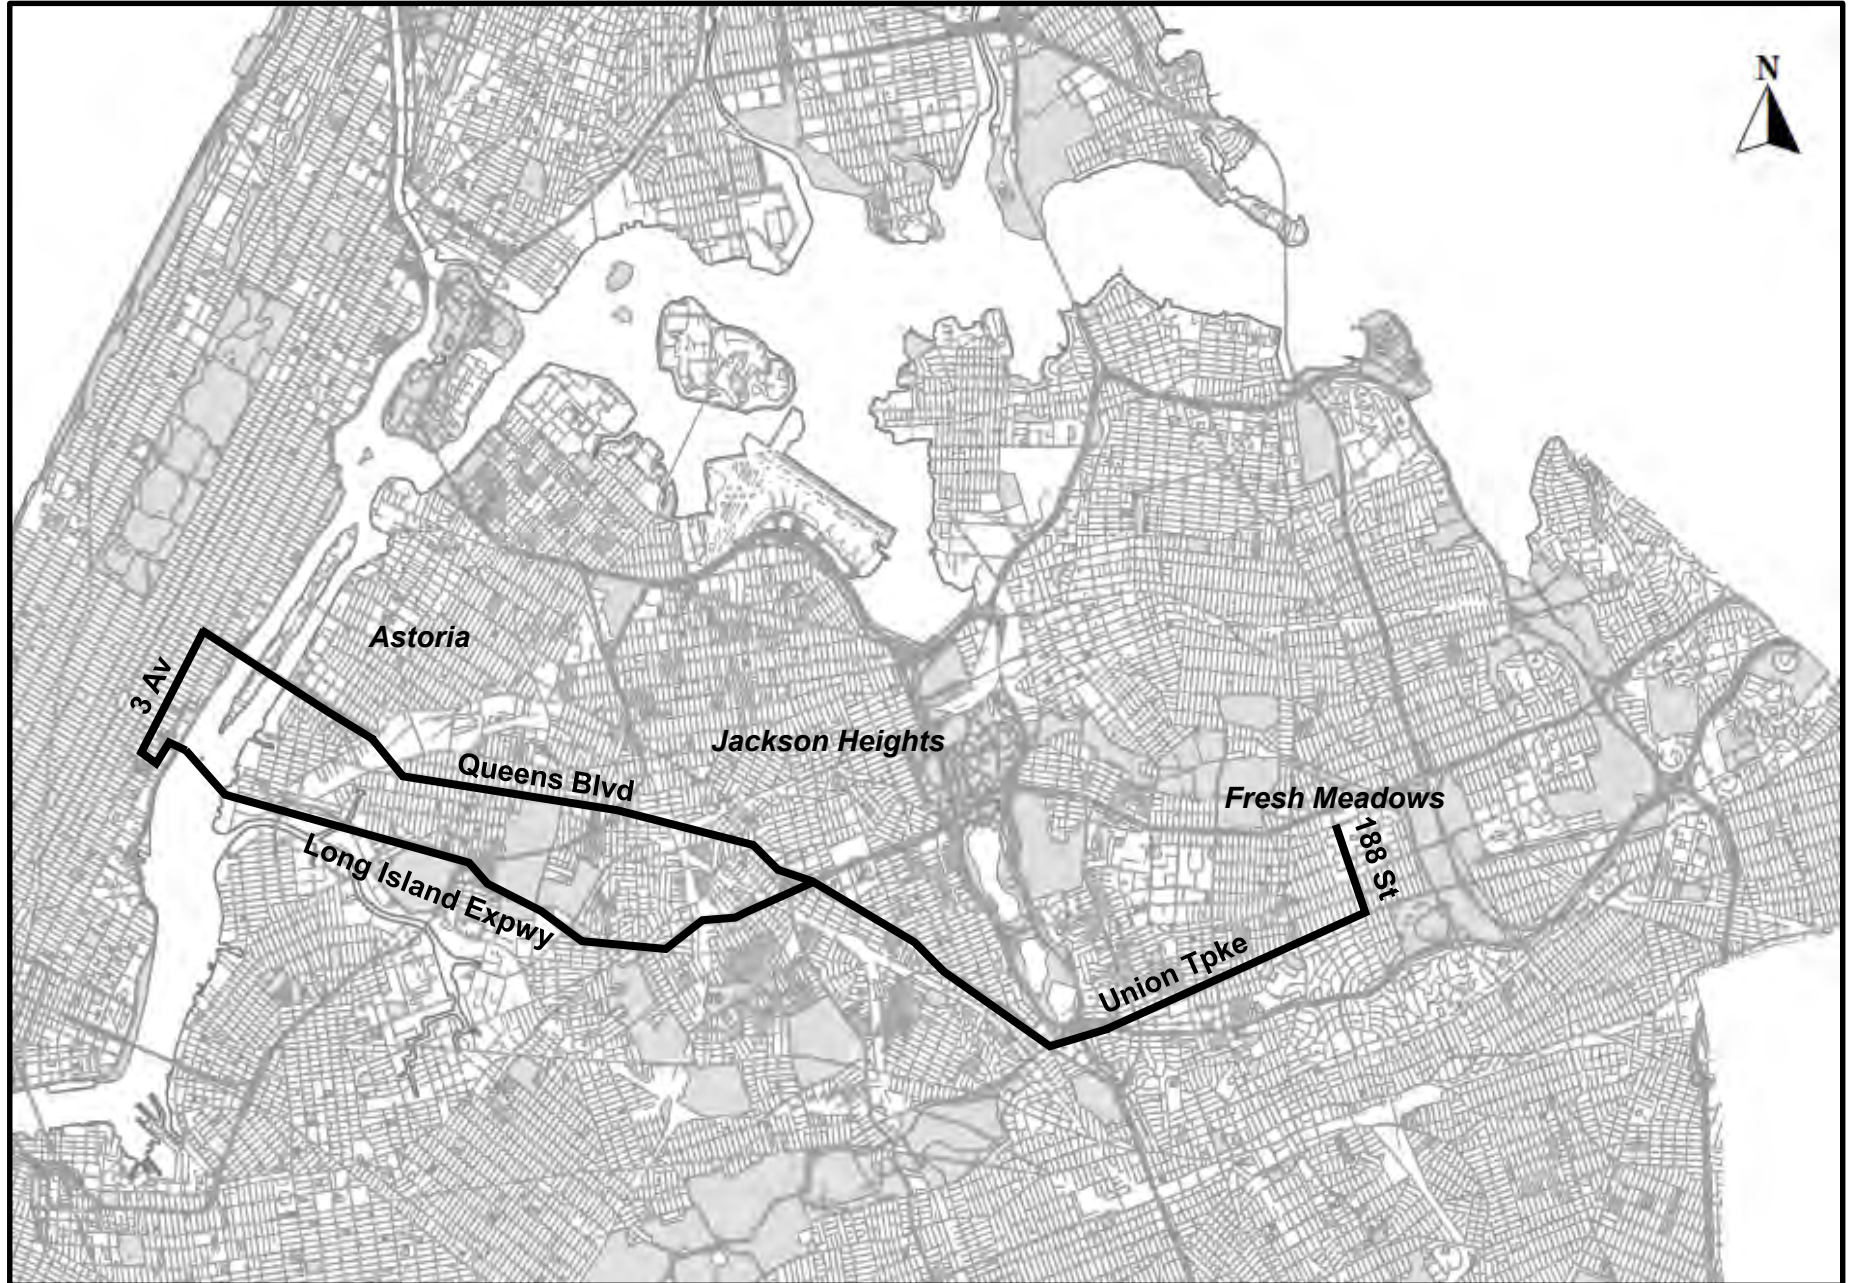 N
Astoria
3 Av
Jackson Heights
Queens Blvd
Fresh Meadows
188 St
Long Island Expwy
Union Tpke